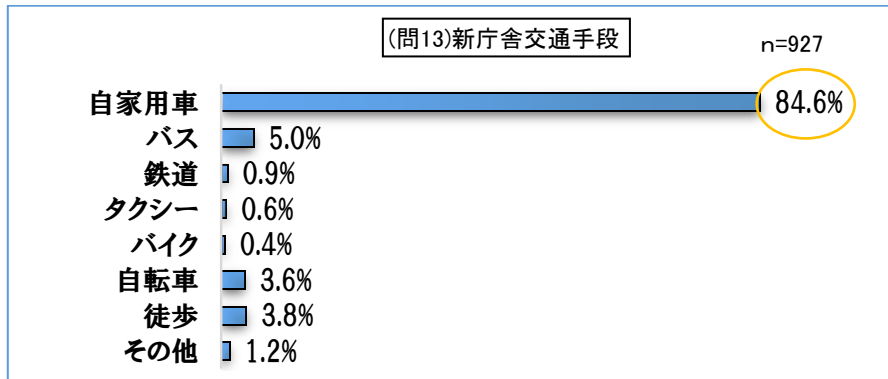 (問13)新庁舎交通手段
n=927
自家用車 84.6%
バス 5.0%
鉄道 0.9%
タクシー 0.6%
バイク 0.4%
自転車 3.6%
徒歩 3.8%
その他 1.2%